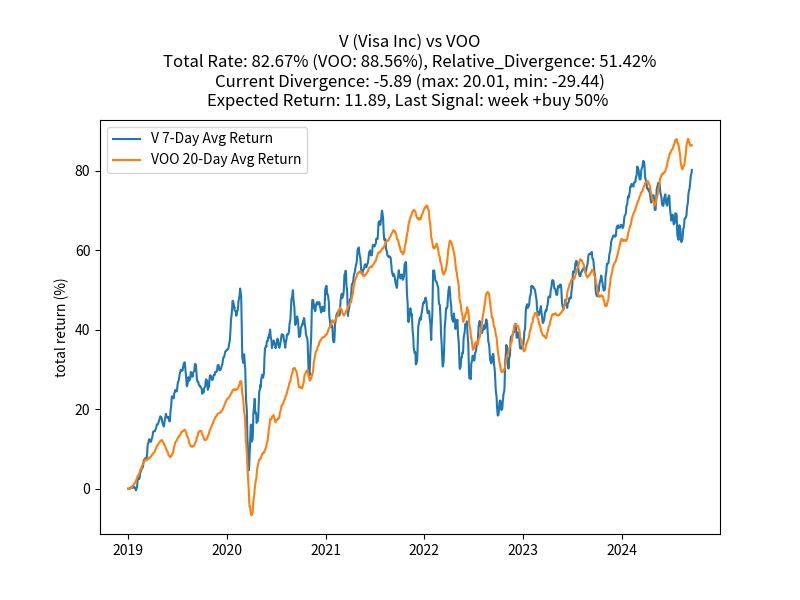 V (Visa Inc) vs VOO
Total Rate: 82.67% (VOO: 88.56%), Relative_Divergence: 51.42%
Current Divergence: -5.89 (max: 20.01, min: -29.44)
Expected Return: 11.89, Last Signal: week +buy 50%
V 7-Day Avg Return
VOO 20-Day Avg Return
total return (%)
80
60
40
20
0
2019
2020
2021
2022
2023
2024